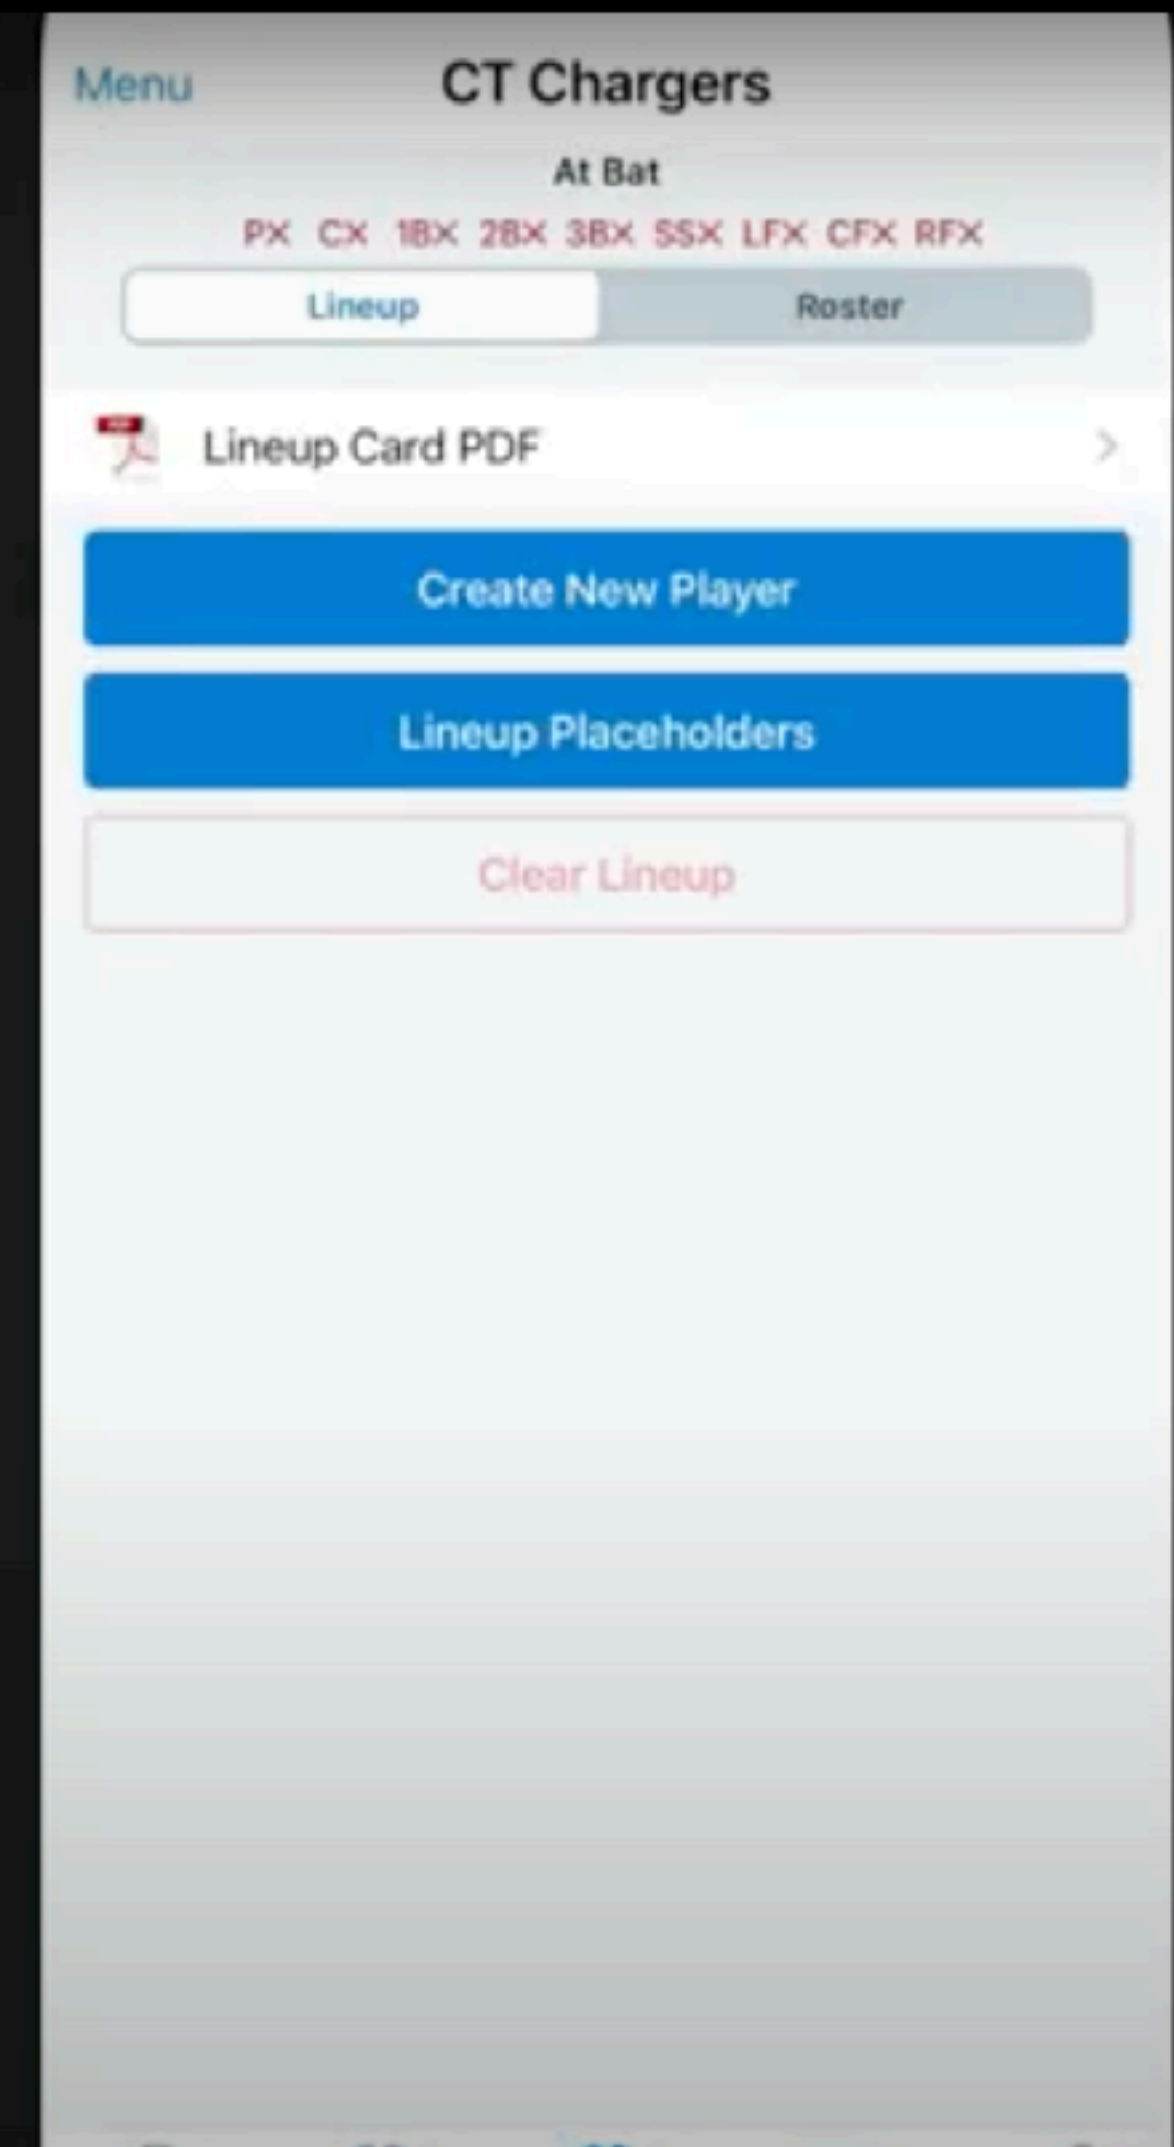 Menu
CT Chargers
At Bat
PX CX 1BX 2BX 3BX SSX LFX CFX RFX
Lineup
Roster
PDF
Lineup Card PDF
Create New Player
Lineup Placeholders
Clear Lineup